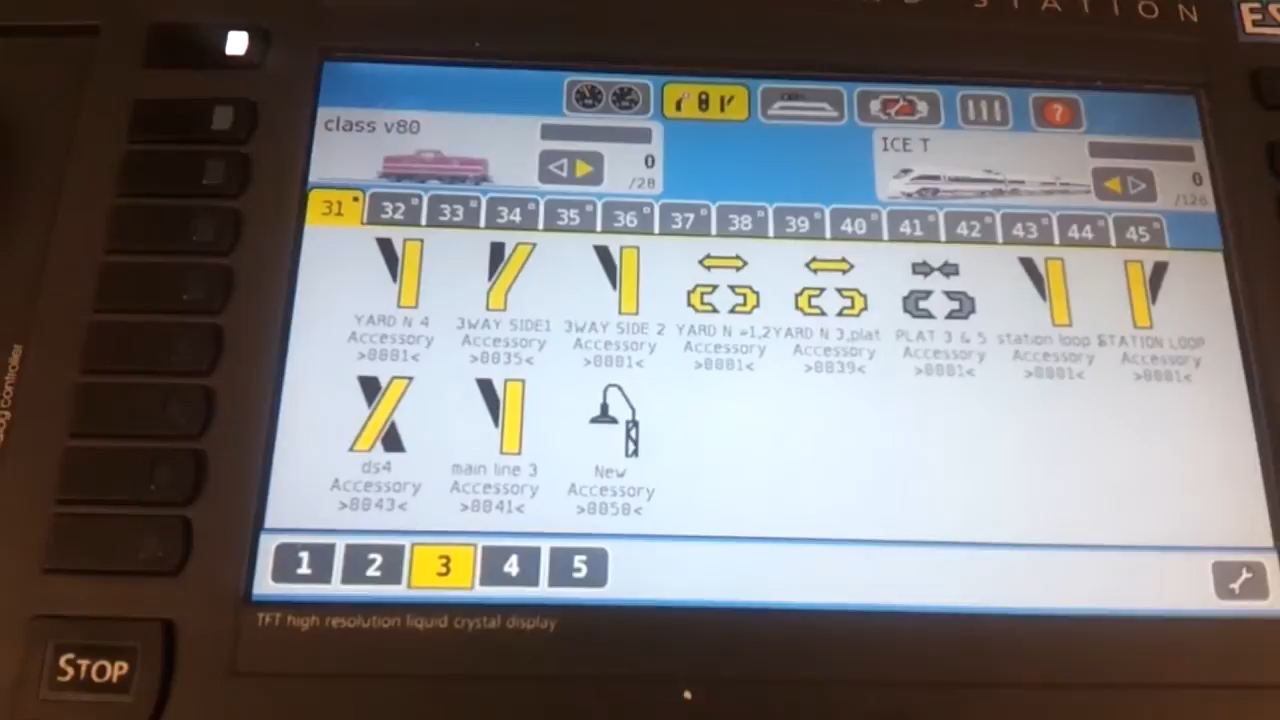 STATION
ES
class v80
0
/28
ICE T
0
/126
?
31 32 33 34 35 36 37 38 39 40 41 42 43 44 45
YARD N 4 3WAY SIDE1 3WAY SIDE 2 YARD N =1,2 YARD N 3,plat PLAT 3 & 5 station loop STATION LOOP
Accessory Accessory Accessory Accessory Accessory Accessory Accessory Accessory
>0001< >0035< >0001< >0001< >0039< >0001< >0001< >0001<
ds4 main line 3 New
Accessory Accessory Accessory
>0043< >0041< >0050<
1 2 3 4 5
TFT high resolution liquid crystal display
STOP
controller